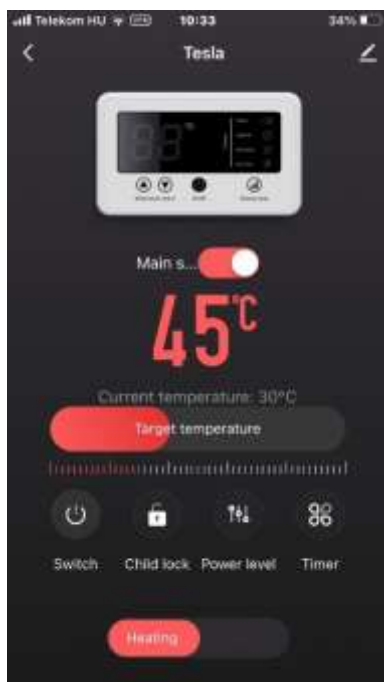 Telekom HU VPN 10:33 34%
Tesla
Main s...
45°C
Current temperature: 30°C
Target temperature
Switch Child lock Power level Timer
Heating